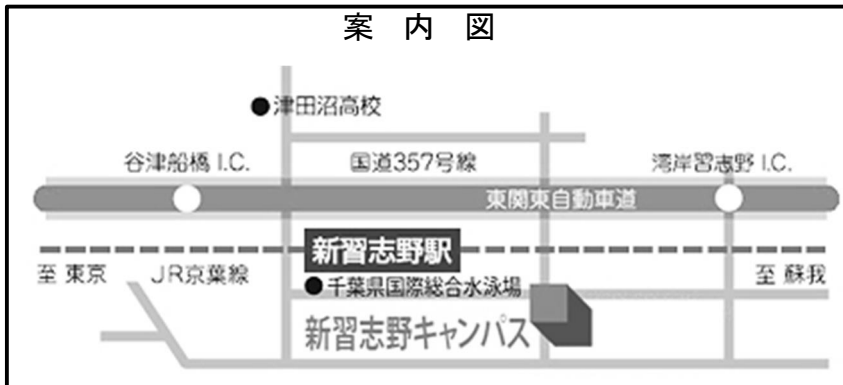 案 内 図
津田沼高校
谷津船橋 I.C.
国道357号線
湾岸習志野 I.C.
東関東自動車道
新習志野駅
至 東京
JR京葉線
至 蘇我
千葉県国際総合水泳場
新習志野キャンパス